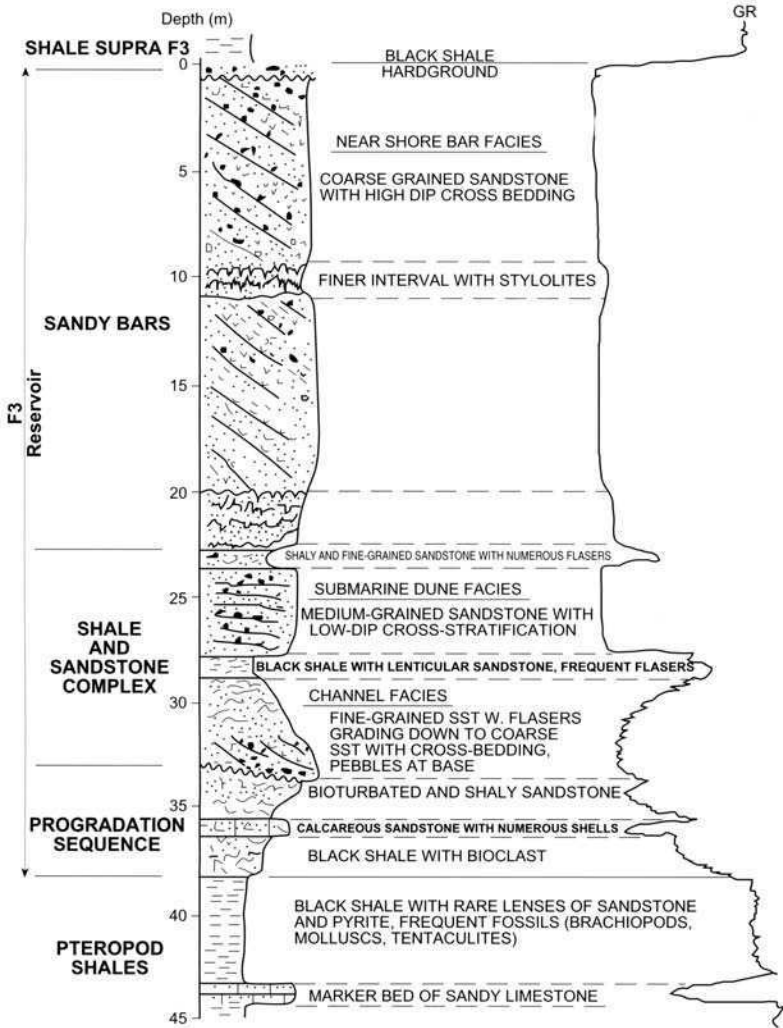 Depth (m)
GR
SHALE SUPRA F3
0
BLACK SHALE
HARDGROUND
NEAR SHORE BAR FACIES
5
COARSE GRAINED SANDSTONE
WITH HIGH DIP CROSS BEDDING
10
FINER INTERVAL WITH STYLOLITES
SANDY BARS
15
F3
Reservoir
20
SHALY AND FINE-GRAINED SANDSTONE WITH NUMEROUS FLASERS
25
SUBMARINE DUNE FACIES
MEDIUM-GRAINED SANDSTONE WITH
LOW-DIP CROSS-STRATIFICATION
SHALE
AND
SANDSTONE
COMPLEX
BLACK SHALE WITH LENTICULAR SANDSTONE, FREQUENT FLASERS
30
CHANNEL FACIES
FINE-GRAINED SST W. FLASERS
GRADING DOWN TO COARSE
SST WITH CROSS-BEDDING,
PEBBLES AT BASE
BIOTURBATED AND SHALY SANDSTONE
35
PROGRADATION
SEQUENCE
CALCAREOUS SANDSTONE WITH NUMEROUS SHELLS
BLACK SHALE WITH BIOCLAST
40
BLACK SHALE WITH RARE LENSES OF SANDSTONE
AND PYRITE, FREQUENT FOSSILS (BRACHIOPODS,
MOLLUSCS, TENTACULITES)
PTEROPOD
SHALES
MARKER BED OF SANDY LIMESTONE
45